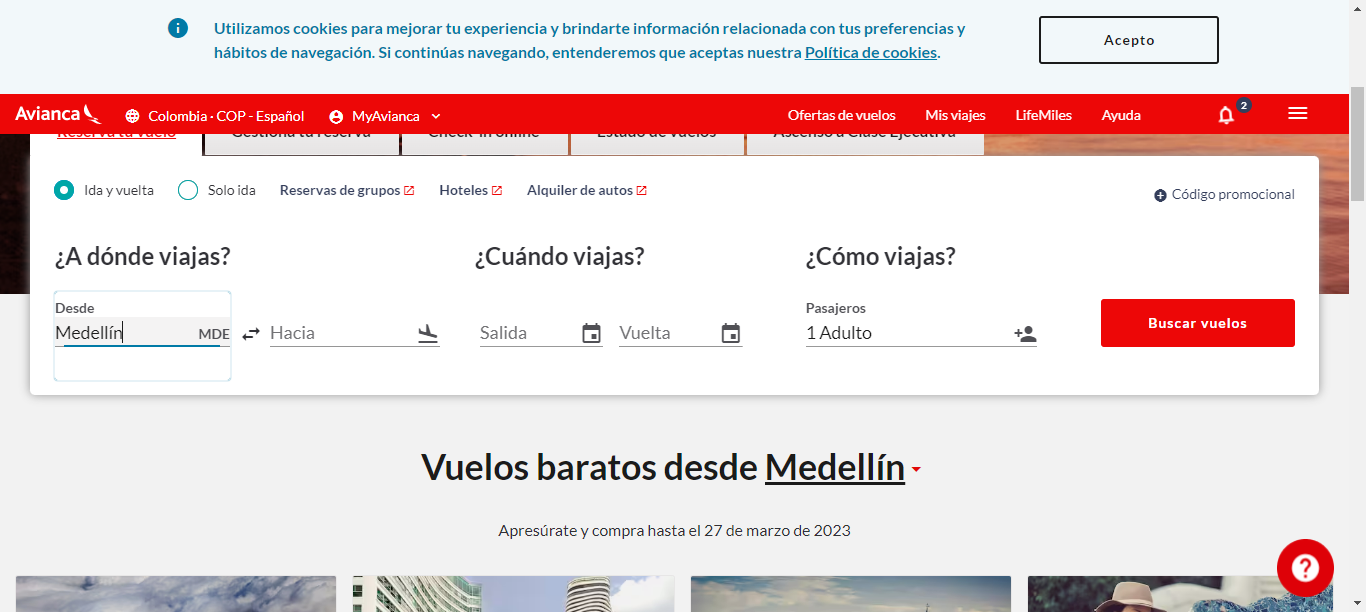 Utilizamos cookies para mejorar tu experiencia y brindarte información relacionada con tus preferencias y
hábitos de navegación. Si continúas navegando, entenderemos que aceptas nuestra Política de cookies.
Acepto
Avianca
Colombia · COP - Español
MyAvianca
Ofertas de vuelos
Mis viajes
LifeMiles
Ayuda
2
Reserva tu vuelo
Gestiona tu reserva
Check-in online
Estado de vuelos
Ascenso a Clase Ejecutiva
Ida y vuelta
Solo ida
Reservas de grupos
Hoteles
Alquiler de autos
Código promocional
¿A dónde viajas?
¿Cuándo viajas?
¿Cómo viajas?
Desde
Pasajeros
Medellín MDE
Hacia
Salida
Vuelta
1 Adulto
Buscar vuelos
Vuelos baratos desde Medellín
Apresúrate y compra hasta el 27 de marzo de 2023
?